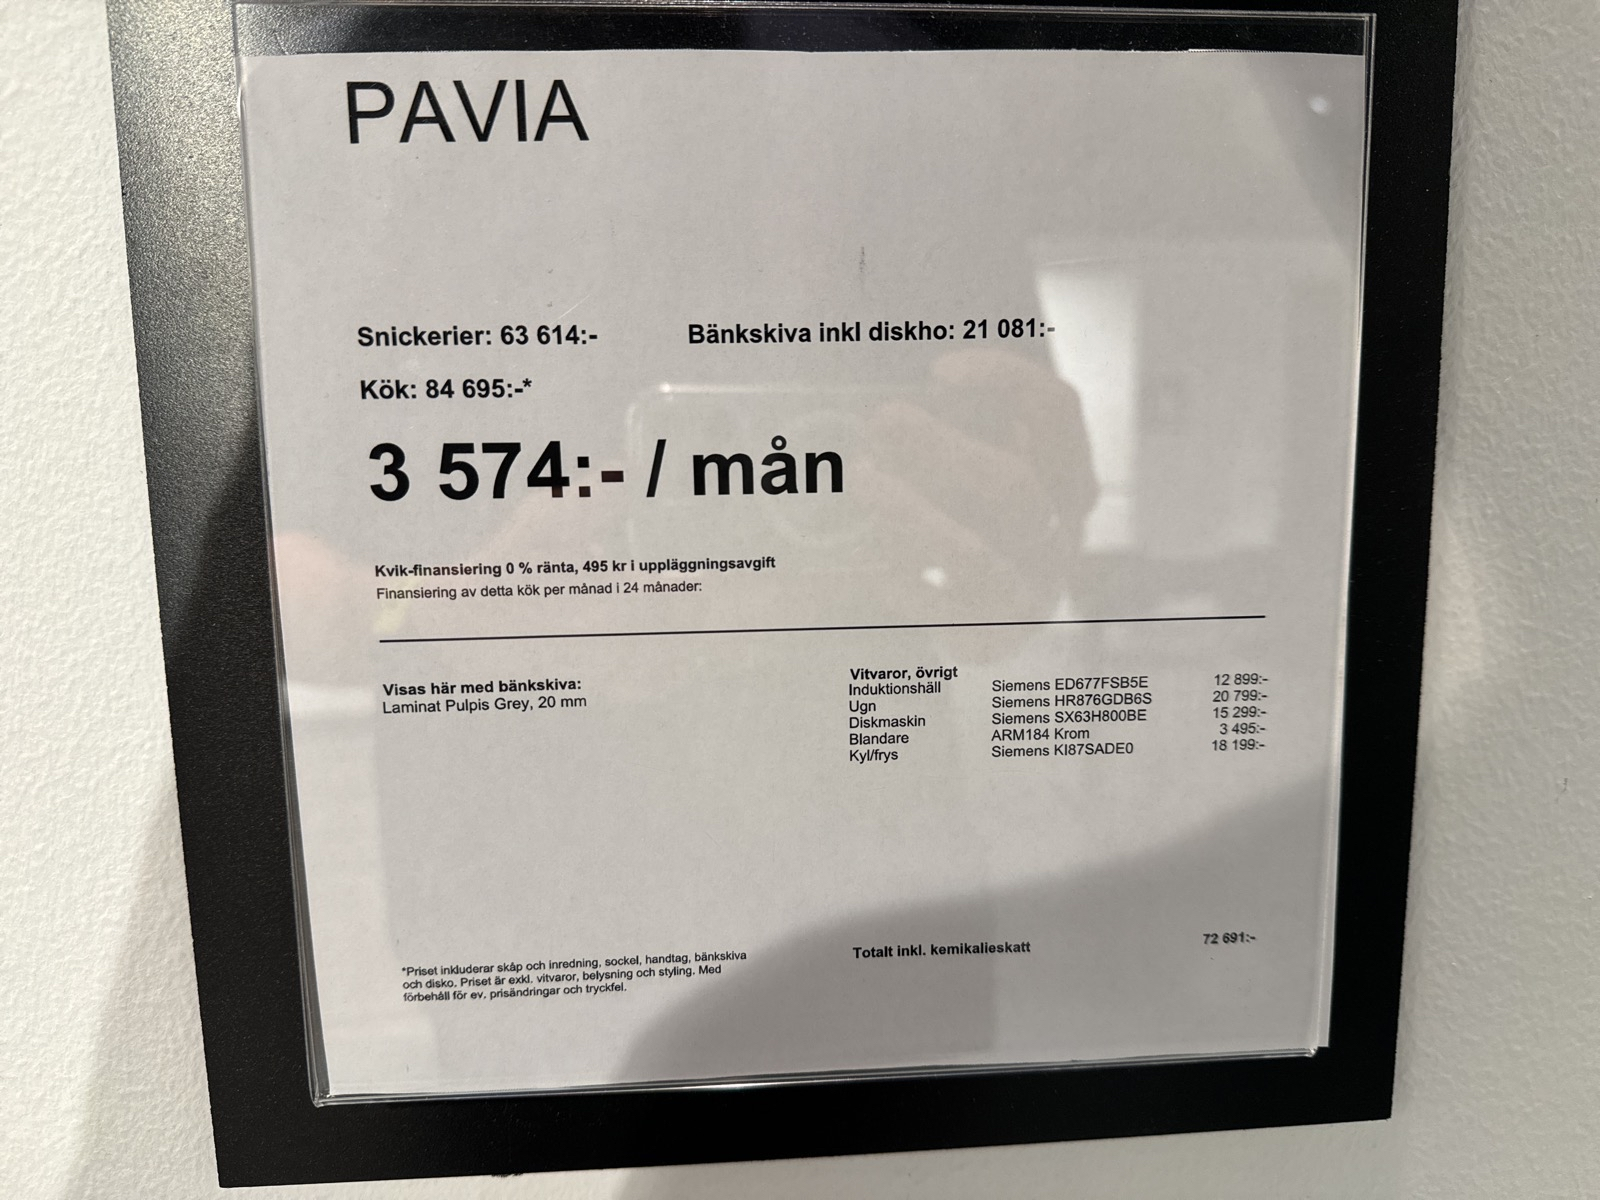 PAVIA
Snickerier: 63 614:- Bänkskiva inkl diskho: 21 081:-
Kök: 84 695:-*
3 574:- / mån
Kvik-finansiering 0 % ränta, 495 kr i uppläggningsavgift
Finansiering av detta kök per månad i 24 månader:
Visas här med bänkskiva:
Laminat Pulpis Grey, 20 mm
Vitvaror, övrigt
Induktionshäll Siemens ED677FSB5E 12 899:-
Ugn Siemens HR876GDB6S 20 799:-
Diskmaskin Siemens SX63H800BE 15 299:-
Blandare ARM184 Krom 3 495:-
Kyl/frys Siemens KI87SADE0 18 199:-
*Priset inkluderar skåp och inredning, sockel, handtag, bänkskiva
och disko. Priset är exkl. vitvaror, belysning och styling. Med
förbehåll för ev. prisändringar och tryckfel.
Totalt inkl. kemikalieskatt 72 691:-